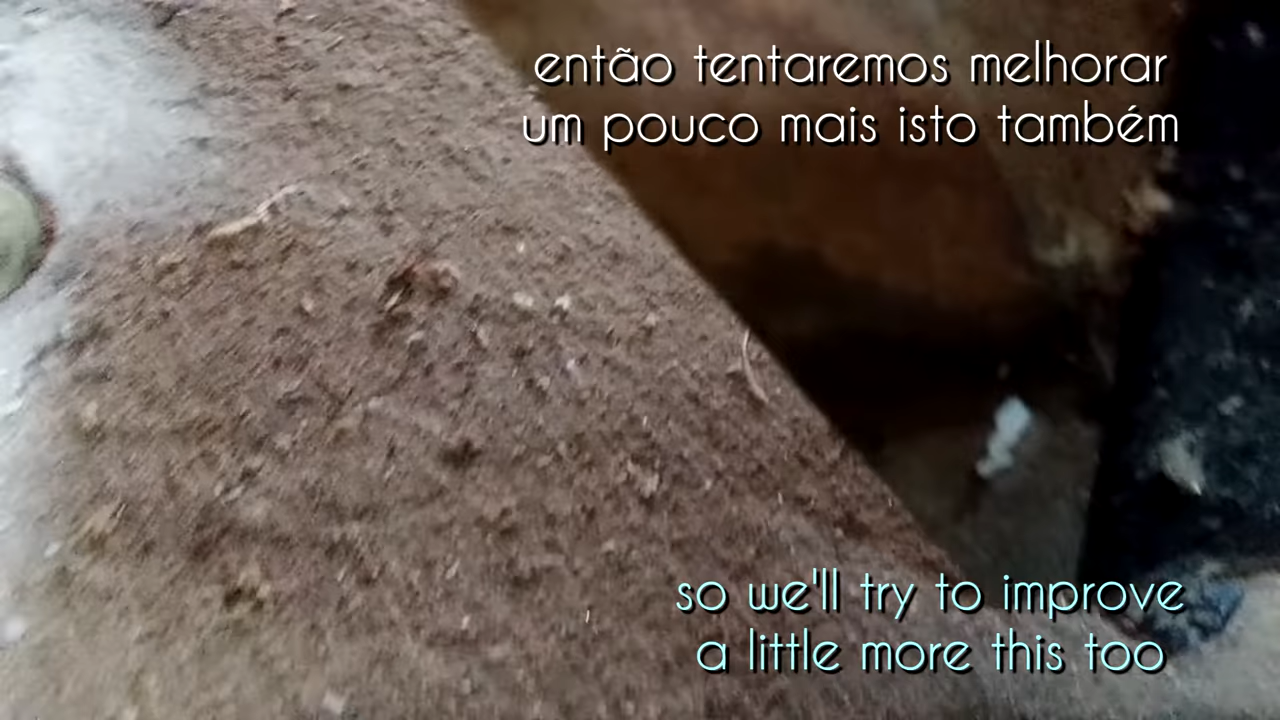 então tentaremos melhorar
um pouco mais isto também
so we'll try to improve
a little more this too